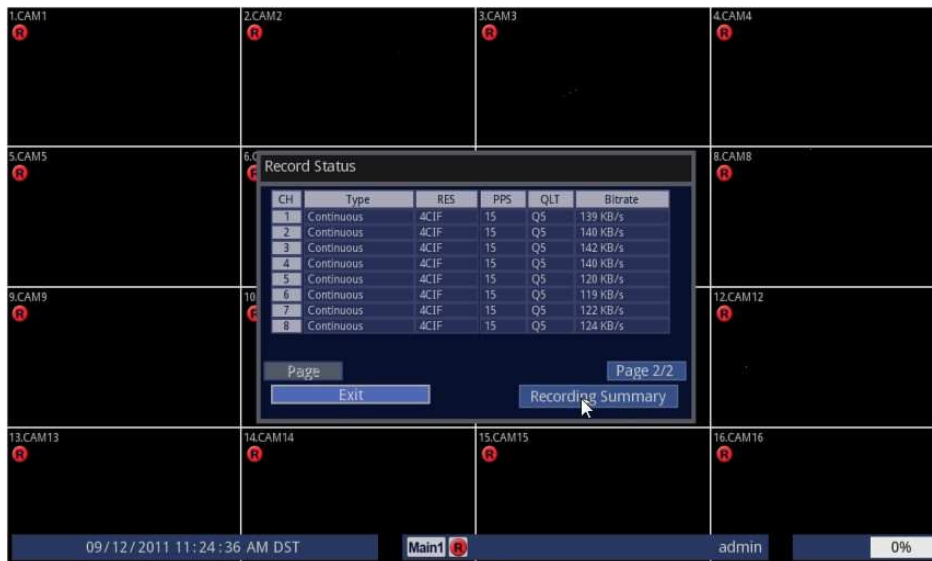 1.CAM1 2.CAM2 3.CAM3 4.CAM4
R R R R
5.CAM5 8.CAM8
R R
Record Status
CH Type RES PPS QLT Bitrate
1 Continuous 4CIF 15 Q5 139 KB/s
2 Continuous 4CIF 15 Q5 140 KB/s
3 Continuous 4CIF 15 Q5 142 KB/s
4 Continuous 4CIF 15 Q5 140 KB/s
5 Continuous 4CIF 15 Q5 120 KB/s
6 Continuous 4CIF 15 Q5 119 KB/s
7 Continuous 4CIF 15 Q5 122 KB/s
8 Continuous 4CIF 15 Q5 124 KB/s
9.CAM9 10 12.CAM12
R R
Page Page 2/2
Exit Recording Summary
13.CAM13 14.CAM14 15.CAM15 16.CAM16
R R R R
09/12/2011 11:24:36 AM DST Main1 R admin 0%